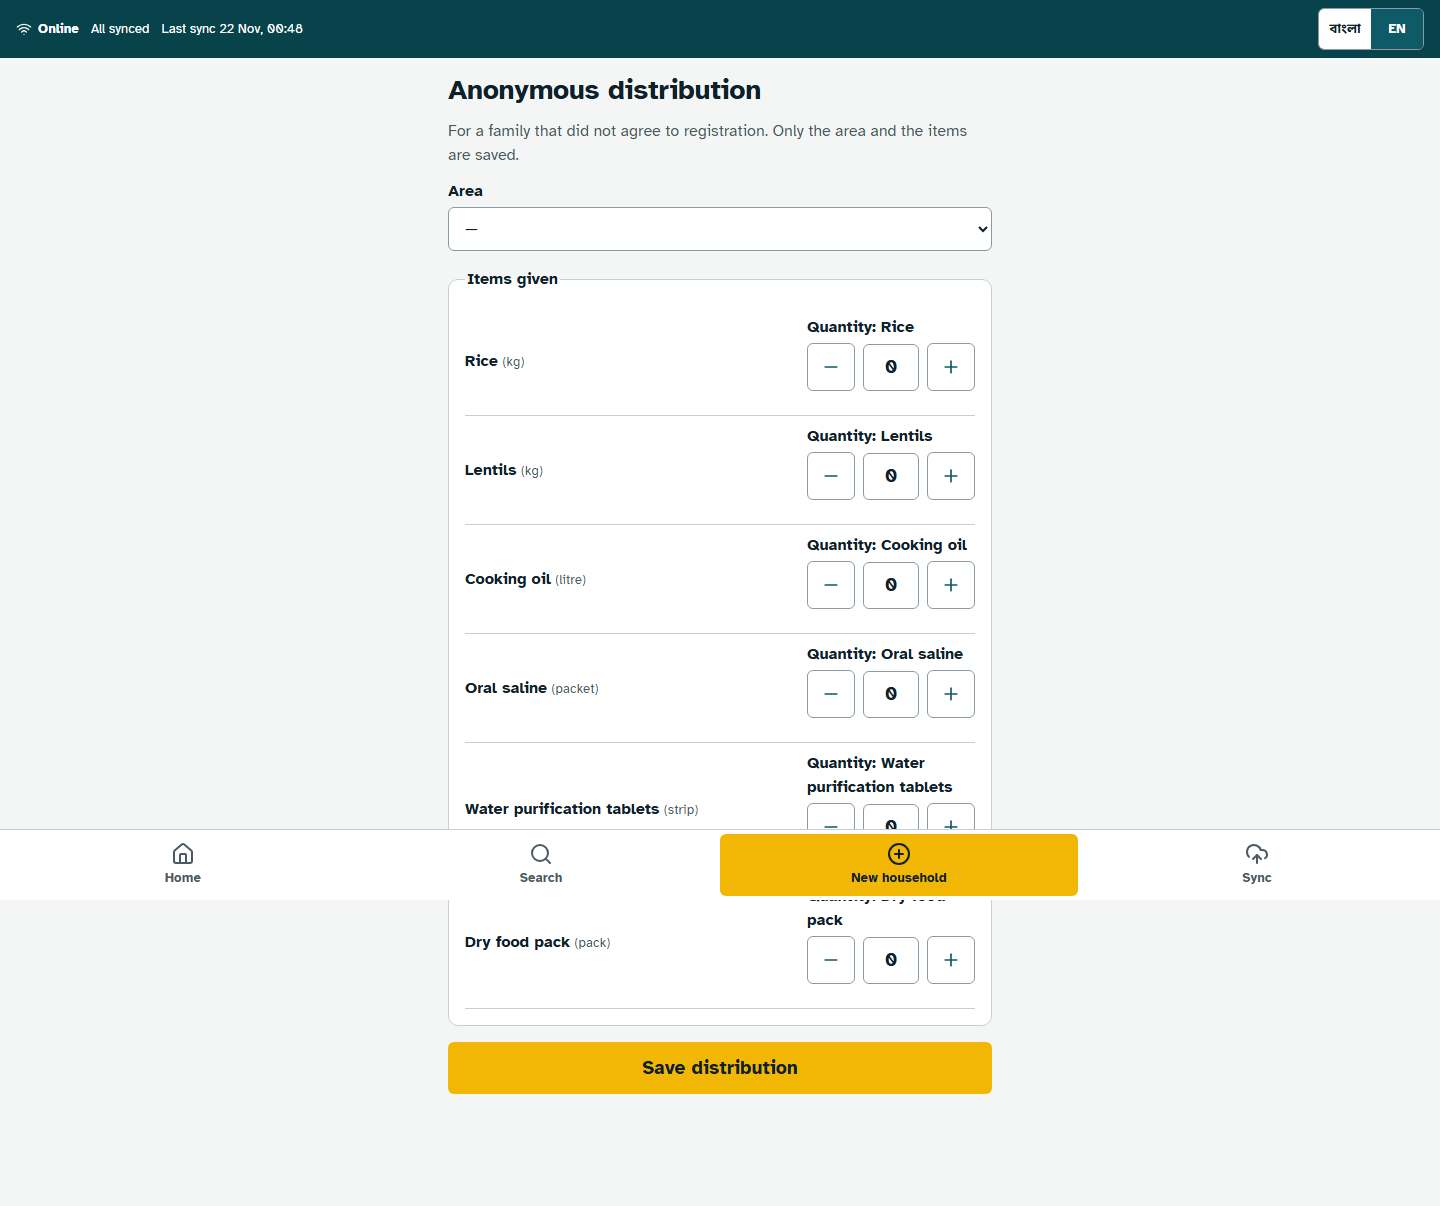 Online All synced Last sync 22 Nov, 00:48
বাংলা EN
Anonymous distribution
For a family that did not agree to registration. Only the area and the items
are saved.
Area
—
Items given
Quantity: Rice
Rice (kg)
− 0 +
Quantity: Lentils
Lentils (kg)
− 0 +
Quantity: Cooking oil
Cooking oil (litre)
− 0 +
Quantity: Oral saline
Oral saline (packet)
− 0 +
Quantity: Water
purification tablets
Water purification tablets (strip)
− 0 +
Home
Search
New household
Sync
Quantity: Dry food
pack
Dry food pack (pack)
− 0 +
Save distribution